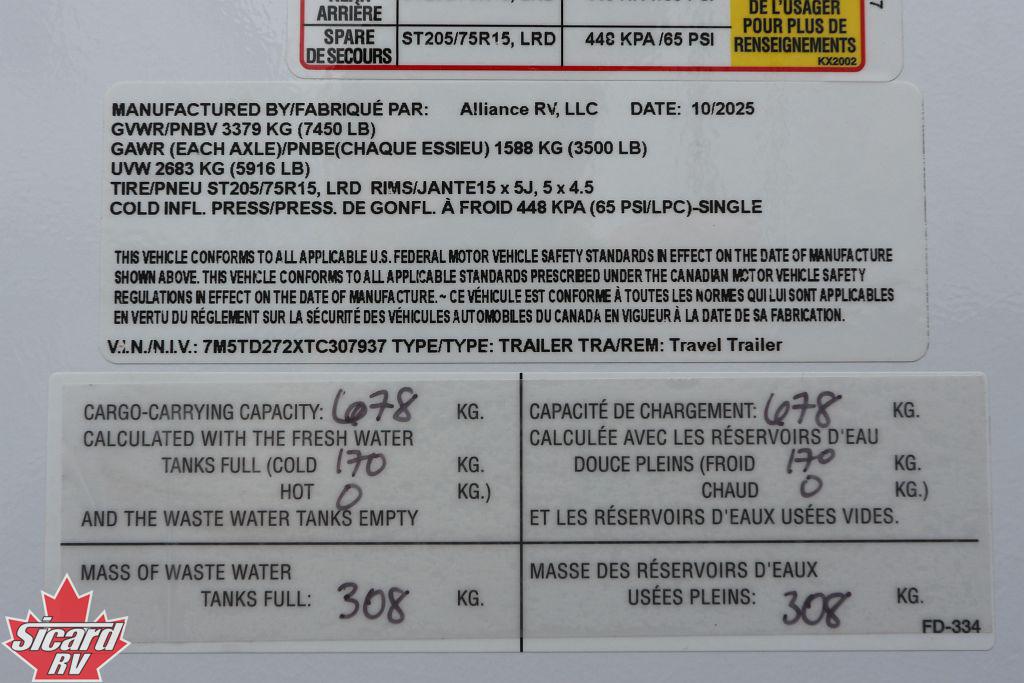 ARRIÈRE
DE L'USAGER
POUR PLUS DE
RENSEIGNEMENTS
KX2002
SPARE
DE SECOURS
ST205/75R15, LRD
448 KPA /65 PSI
MANUFACTURED BY/FABRIQUÉ PAR: Alliance RV, LLC DATE: 10/2025
GVWR/PNBV 3379 KG (7450 LB)
GAWR (EACH AXLE)/PNBE(CHAQUE ESSIEU) 1588 KG (3500 LB)
UVW 2683 KG (5916 LB)
TIRE/PNEU ST205/75R15, LRD RIMS/JANTE15 x 5J, 5 x 4.5
COLD INFL. PRESS/PRESS. DE GONFL. À FROID 448 KPA (65 PSI/LPC)-SINGLE
THIS VEHICLE CONFORMS TO ALL APPLICABLE U.S. FEDERAL MOTOR VEHICLE SAFETY STANDARDS IN EFFECT ON THE DATE OF MANUFACTURE
SHOWN ABOVE. THIS VEHICLE CONFORMS TO ALL APPLICABLE STANDARDS PRESCRIBED UNDER THE CANADIAN MOTOR VEHICLE SAFETY
REGULATIONS IN EFFECT ON THE DATE OF MANUFACTURE. ~ CE VÉHICULE EST CONFORME À TOUTES LES NORMES QUI LUI SONT APPLICABLES
EN VERTU DU RÉGLEMENT SUR LA SÉCURITÉ DES VÉHICULES AUTOMOBILES DU CANADA EN VIGUEUR À LA DATE DE SA FABRICATION.
V.I.N./N.I.V.: 7M5TD272XTC307937 TYPE/TYPE: TRAILER TRA/REM: Travel Trailer
CARGO-CARRYING CAPACITY: 678 KG.
CALCULATED WITH THE FRESH WATER
TANKS FULL (COLD 170 KG.
HOT 0 KG.)
AND THE WASTE WATER TANKS EMPTY
CAPACITÉ DE CHARGEMENT: 678 KG.
CALCULÉE AVEC LES RÉSERVOIRS D'EAU
DOUCE PLEINS (FROID 170 KG.
CHAUD 0 KG.)
ET LES RÉSERVOIRS D'EAUX USÉES VIDES.
MASS OF WASTE WATER
TANKS FULL: 308 KG.
MASSE DES RÉSERVOIRS D'EAUX
USÉES PLEINS: 308 KG.
FD-334
Sicard
RV